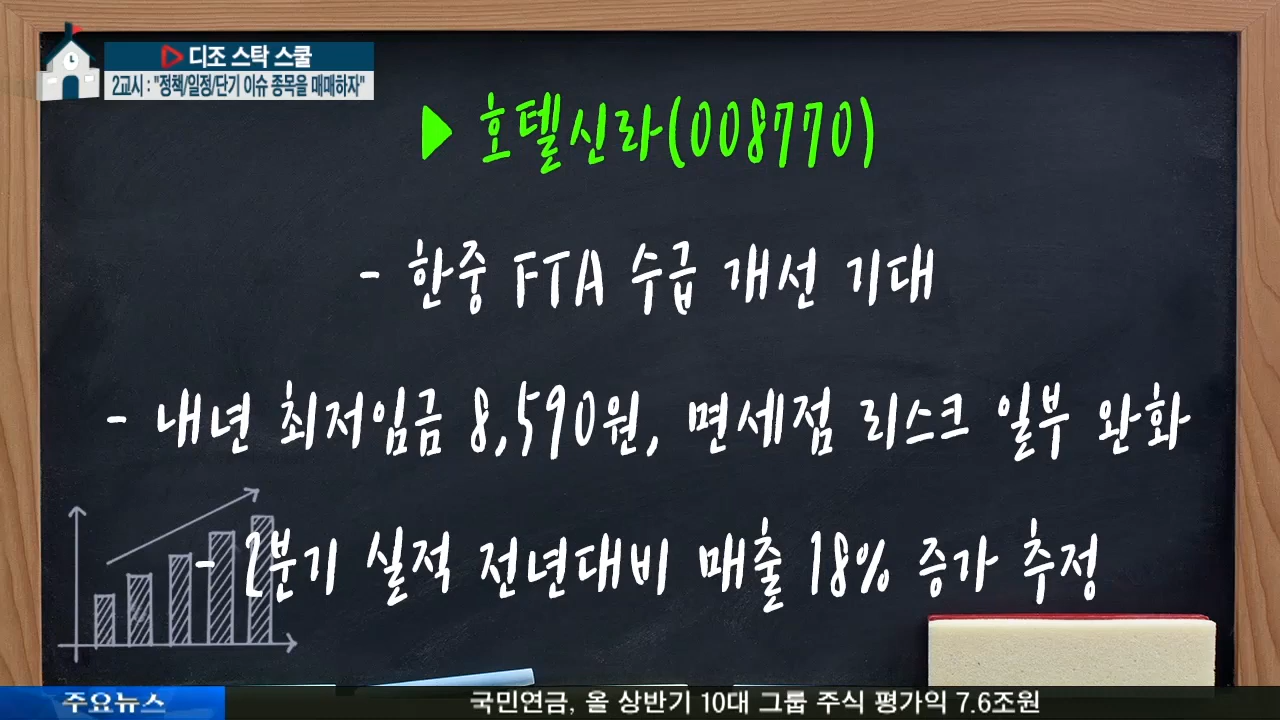 디조 스탁 스쿨
2교시 : "정책/일정/단기 이슈 종목을 매매하자"
▶ 호텔신라(008770)
- 한중 FTA 수급 개선 기대
- 내년 최저임금 8,590원, 면세점 리스크 일부 완화
- 2분기 실적 전년대비 매출 18% 증가 추정
주요뉴스
국민연금, 올 상반기 10대 그룹 주식 평가익 7.6조원